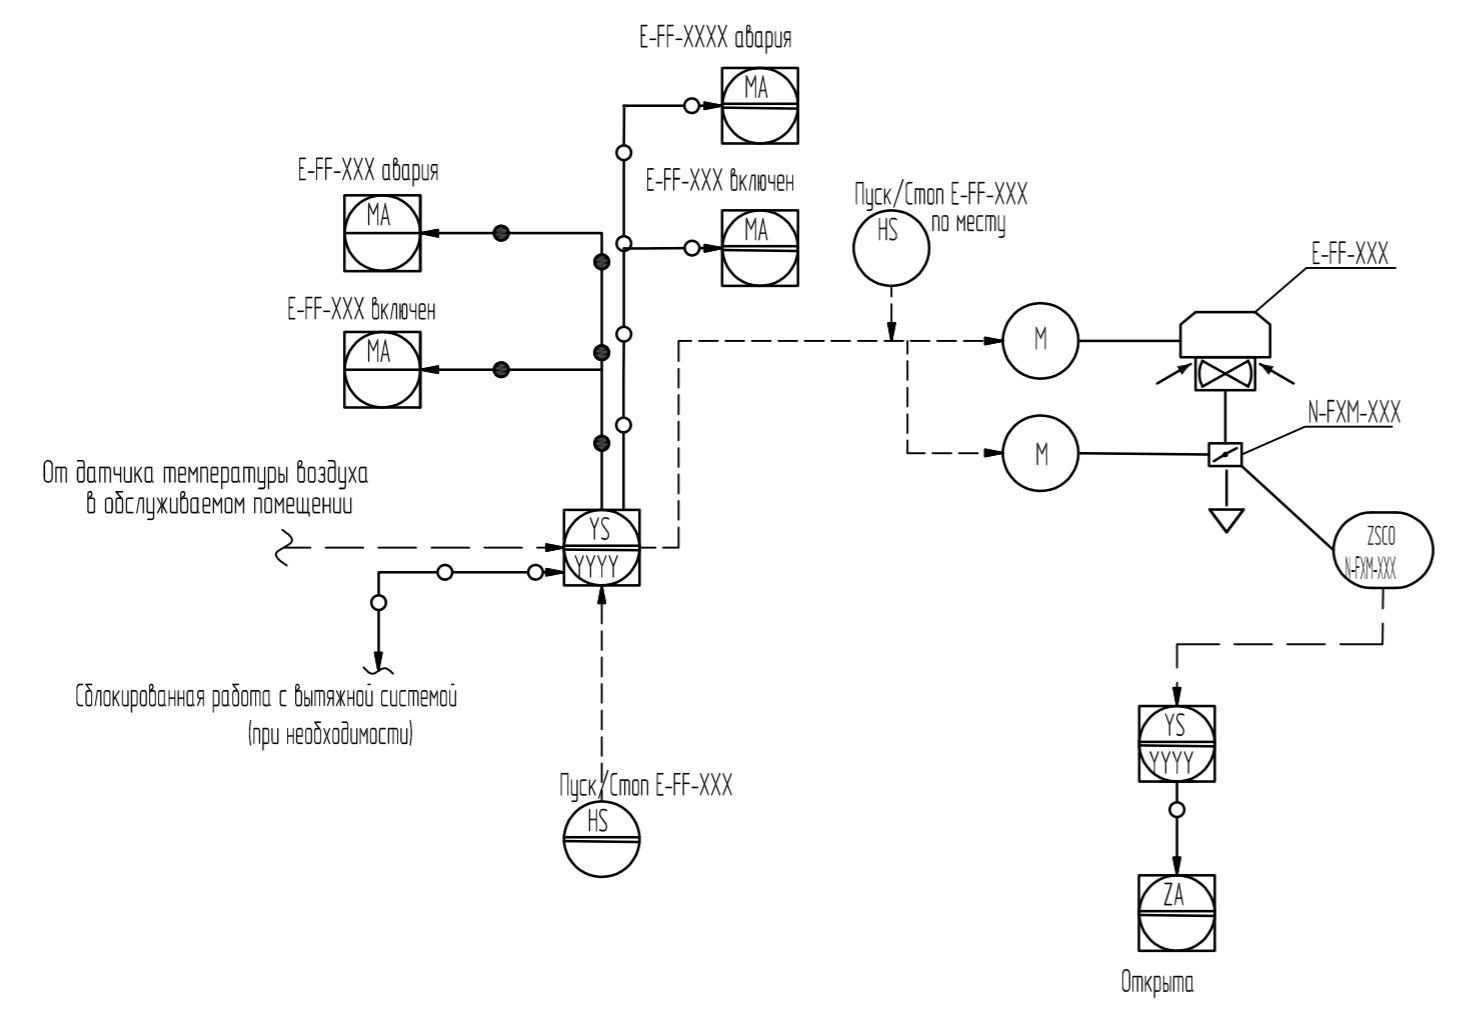 E-FF-XXXX авария
MA
E-FF-XXX авария
MA
E-FF-XXX включен
MA
Пуск/Стоп E-FF-XXX
по месту
HS
E-FF-XXX
E-FF-XXX включен
MA
M
N-FXM-XXX
M
От датчика температуры воздуха
в обслуживаемом помещении
YS
YYYY
ZSCO
N-FXM-XXX
Сблокированная работа с вытяжной системой
(при необходимости)
YS
YYYY
Пуск/Стоп E-FF-XXX
HS
ZA
Открыта